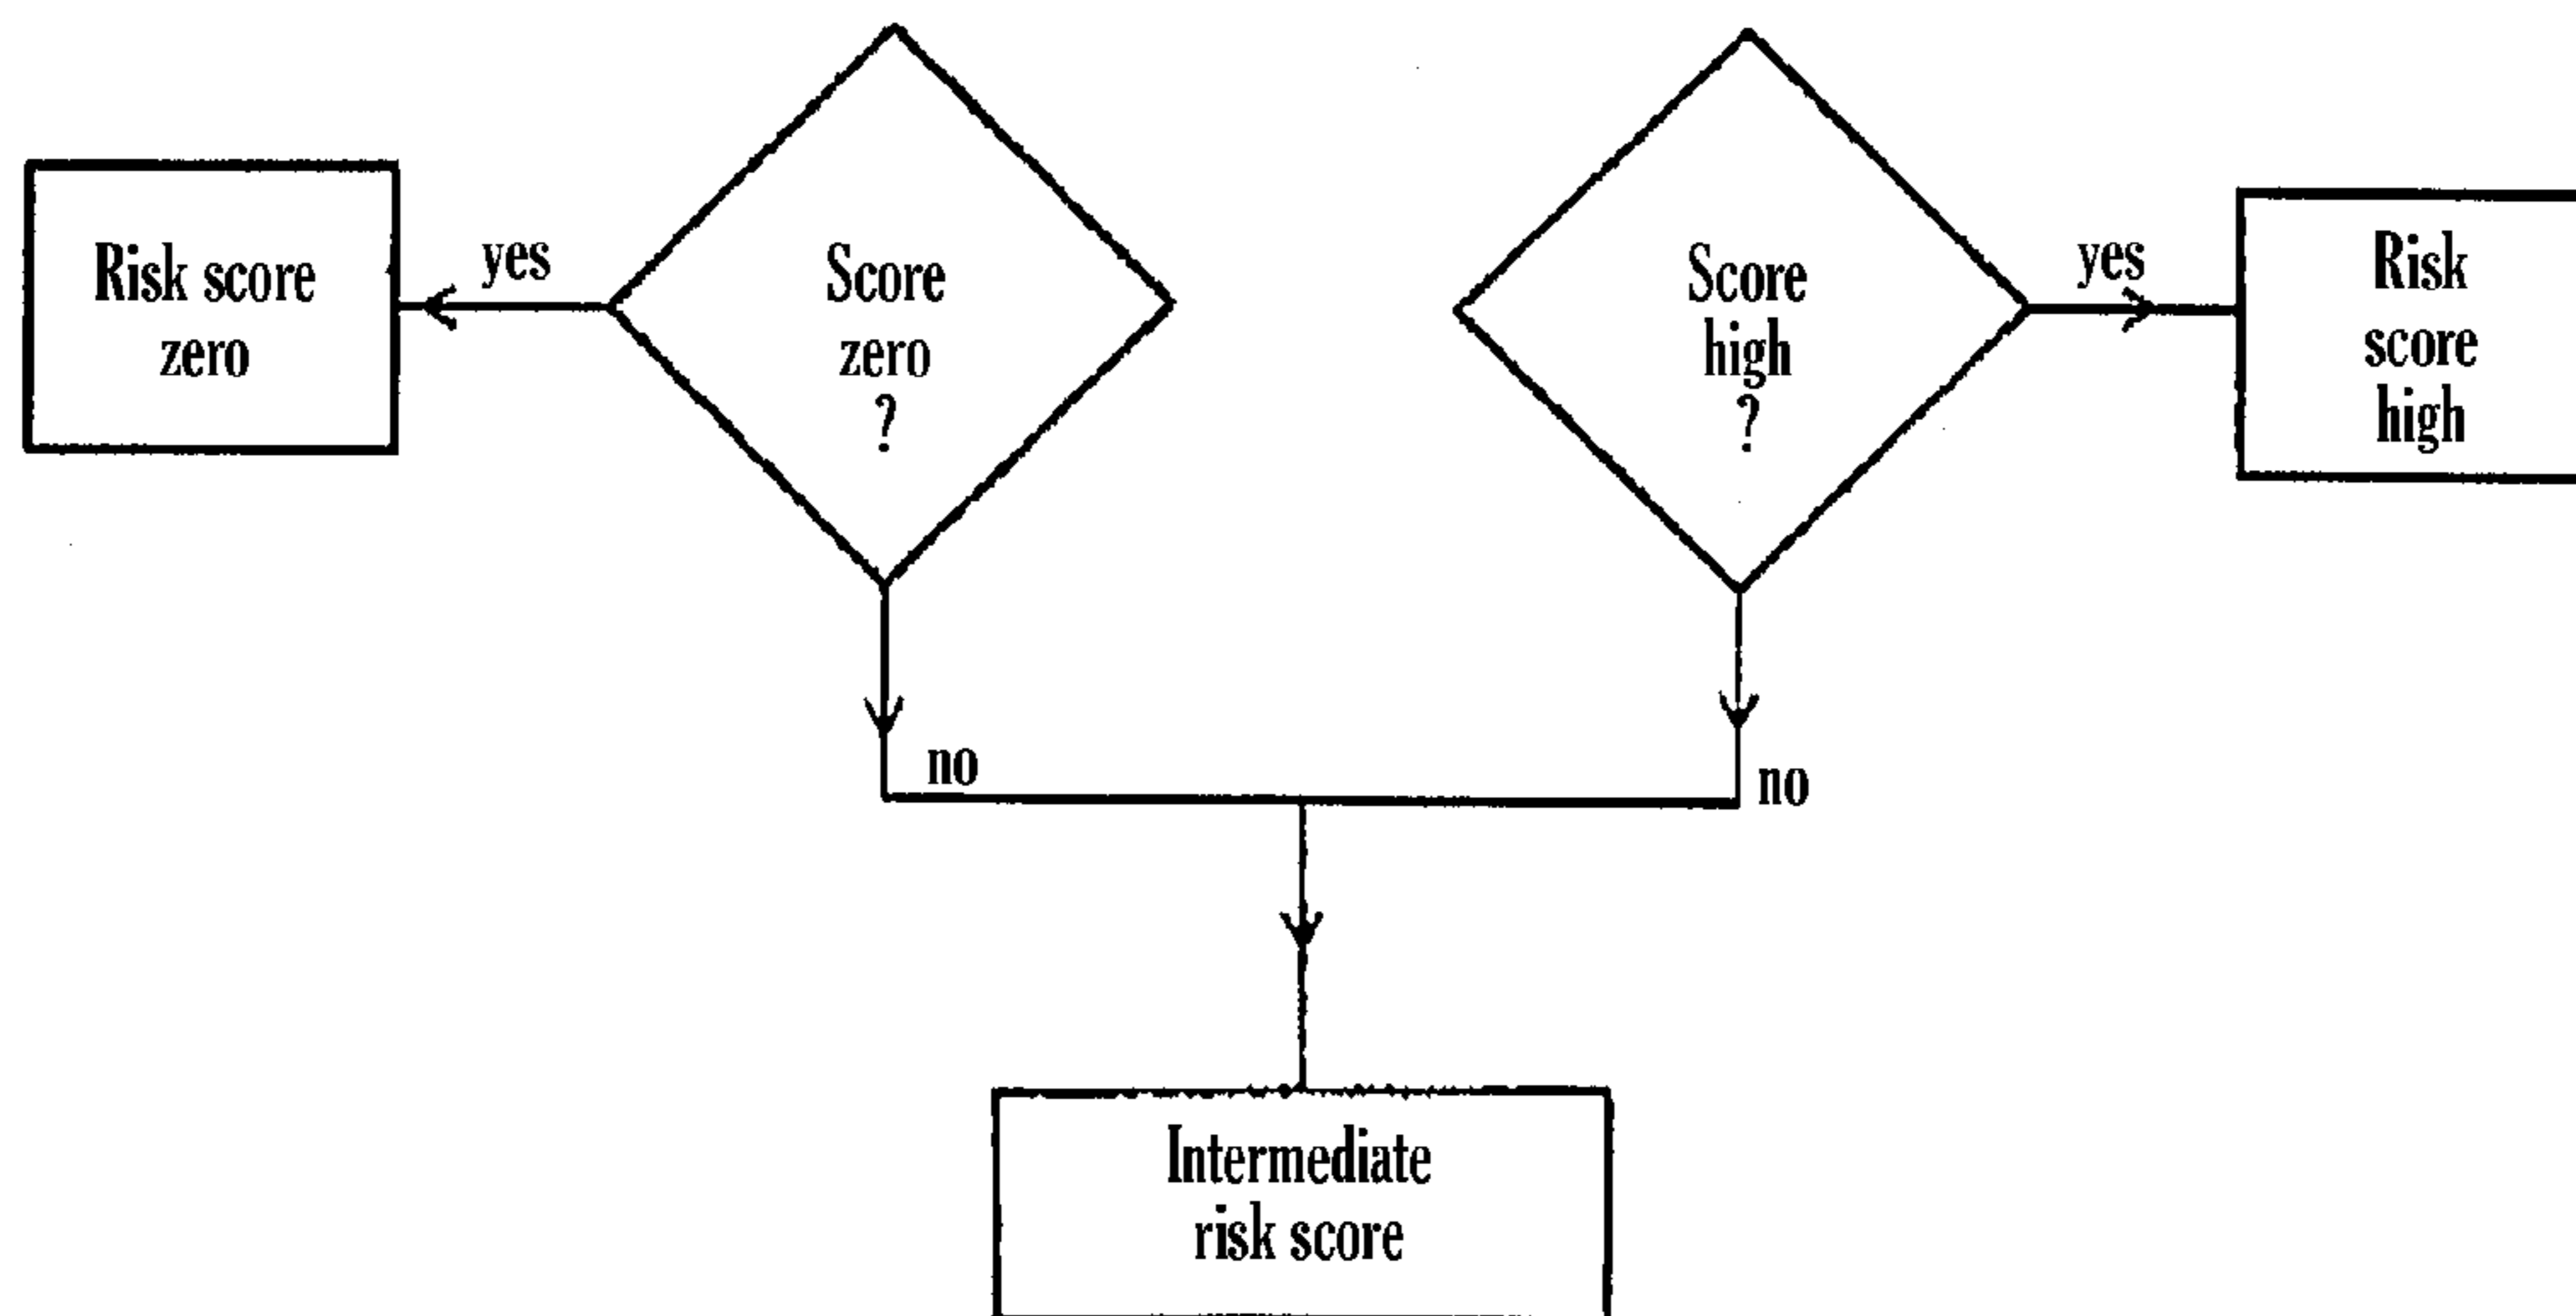 Risk score
zero
yes
Score
zero
?
Score
high
?
yes
Risk
score
high
no
no
Intermediate
risk score